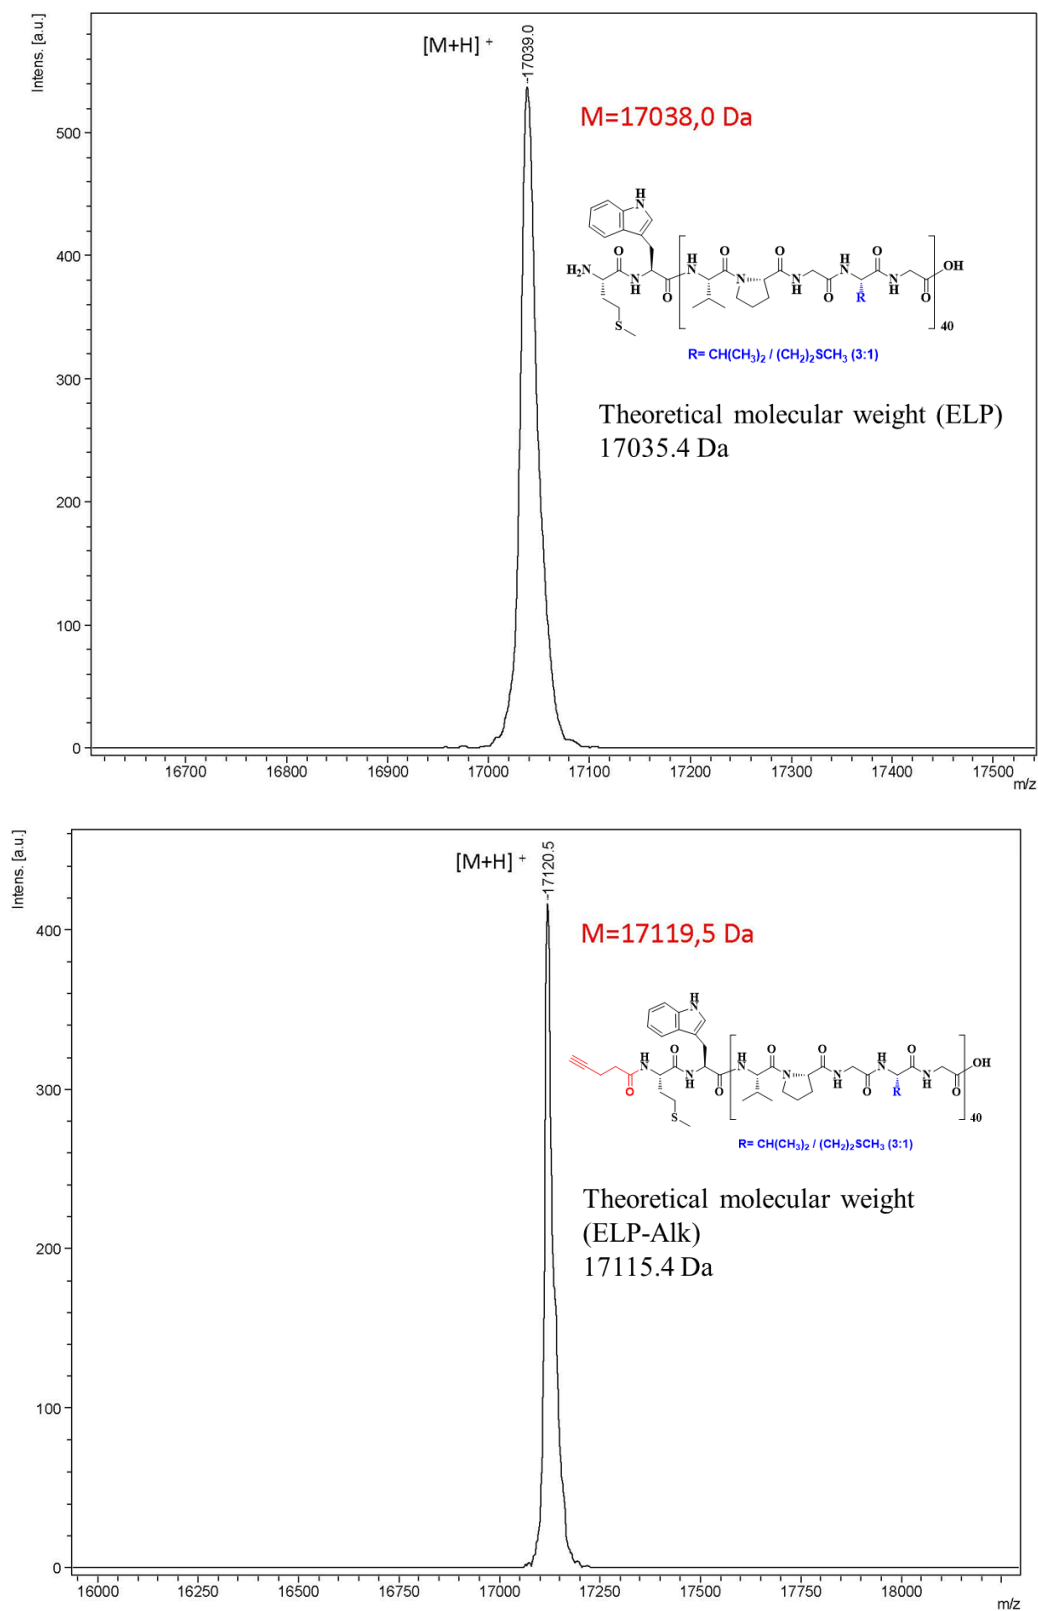 Intens. [a.u.]
[M+H] +
17039.0
M=17038,0 Da
500
400
300
200
100
0
H
N
O
O
O
O
H
N
H
N
H₂N
N
H
O
N
N
H
O
N
H
O
OH
R
S
40
R= CH(CH₃)₂ / (CH₂)₂SCH₃ (3:1)
Theoretical molecular weight (ELP)
17035.4 Da
16700 16800 16900 17000 17100 17200 17300 17400 17500
m/z
Intens. [a.u.]
[M+H] +
17120.5
M=17119,5 Da
400
300
200
100
0
H
N
O
O
O
O
H
N
H
N
H
N
O
N
H
O
N
N
H
O
N
H
O
OH
R
S
40
R= CH(CH₃)₂ / (CH₂)₂SCH₃ (3:1)
Theoretical molecular weight
(ELP-Alk)
17115.4 Da
16000 16250 16500 16750 17000 17250 17500 17750 18000
m/z